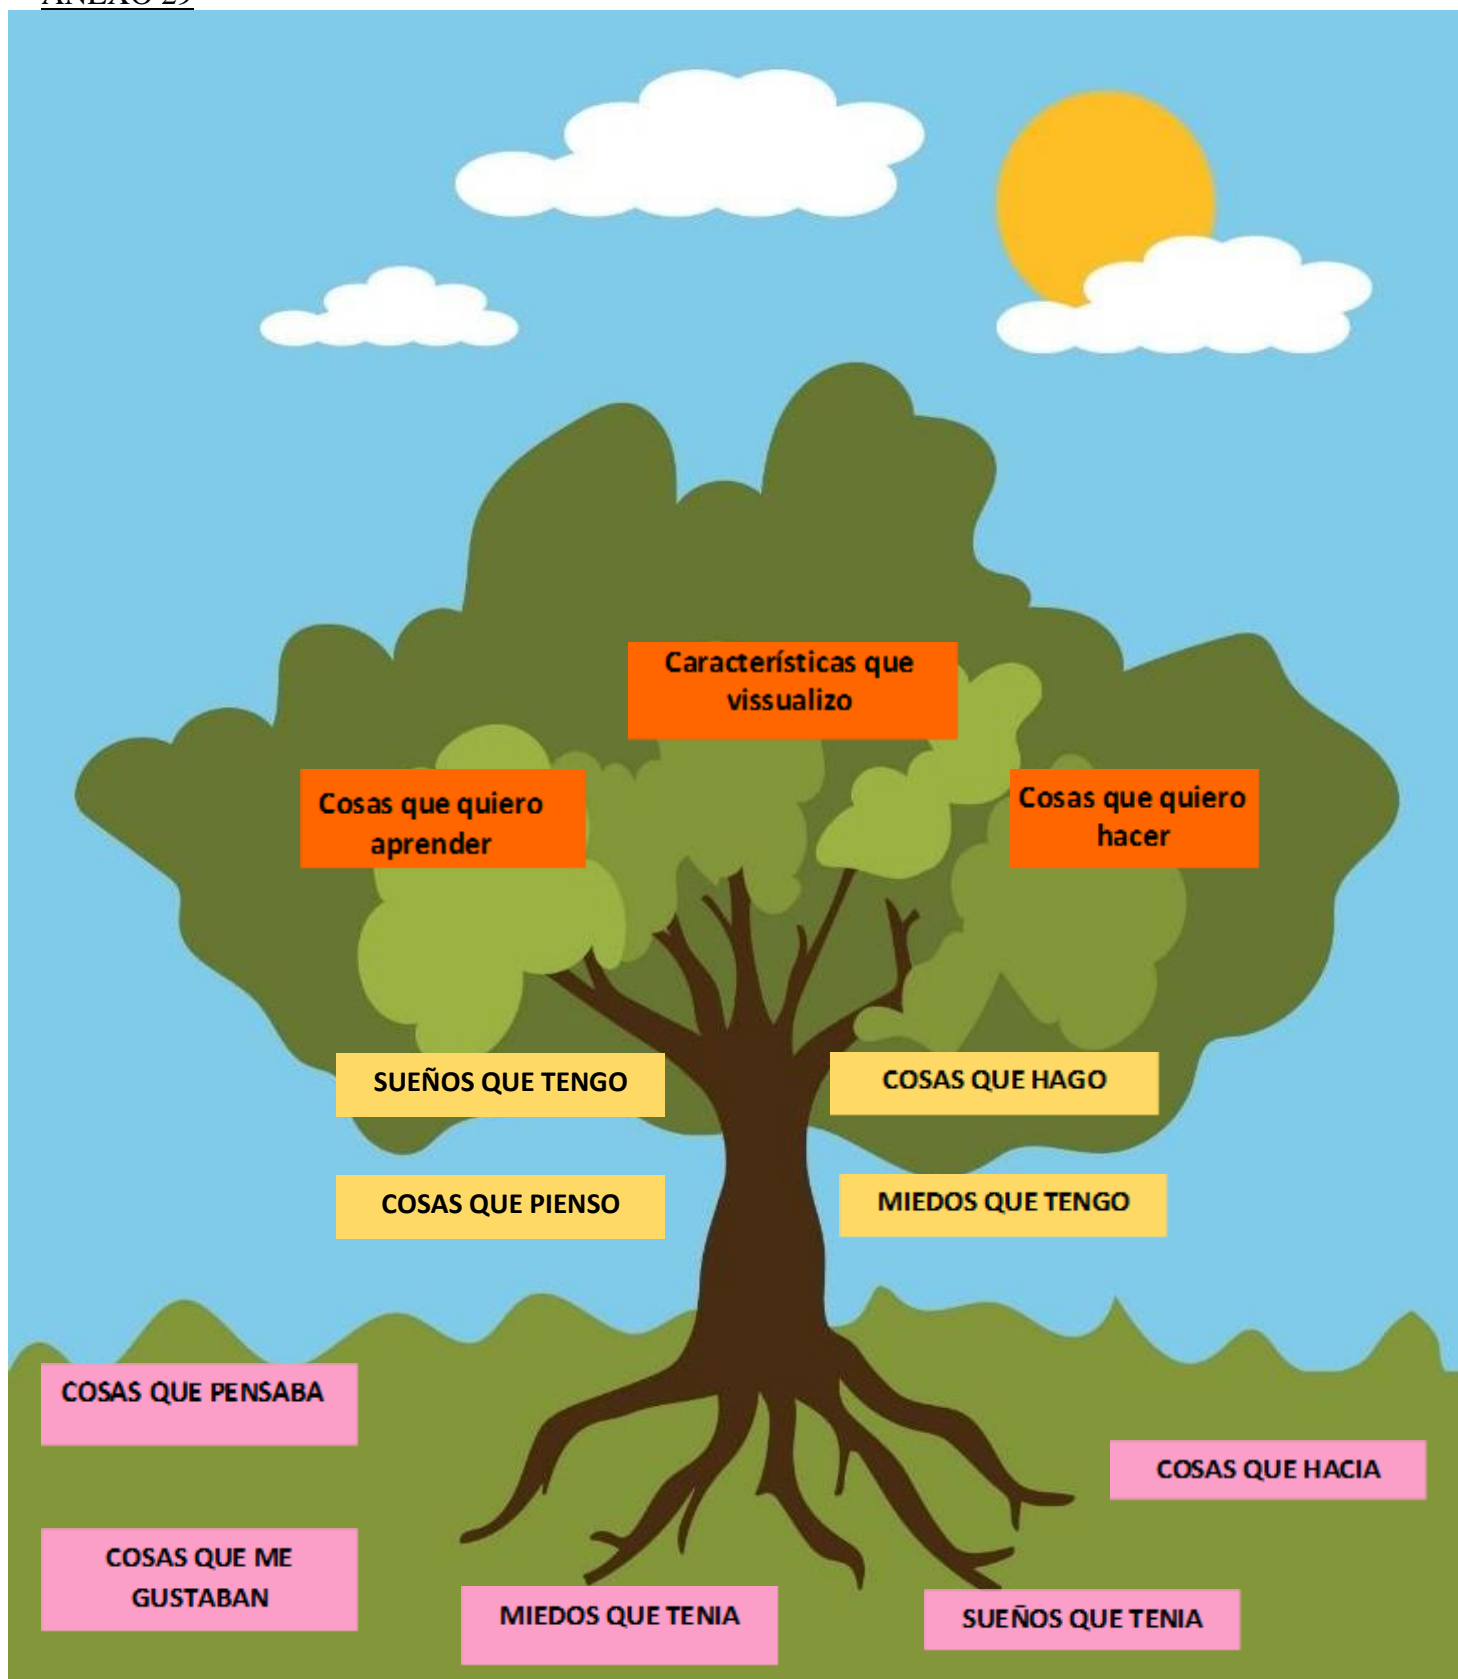 ANEXO 29
Características que
vissualizo
Cosas que quiero
aprender
Cosas que quiero
hacer
SUEÑOS QUE TENGO
COSAS QUE HAGO
COSAS QUE PIENSO
MIEDOS QUE TENGO
COSAS QUE PENSABA
COSAS QUE HACIA
COSAS QUE ME
GUSTABAN
MIEDOS QUE TENIA
SUEÑOS QUE TENIA